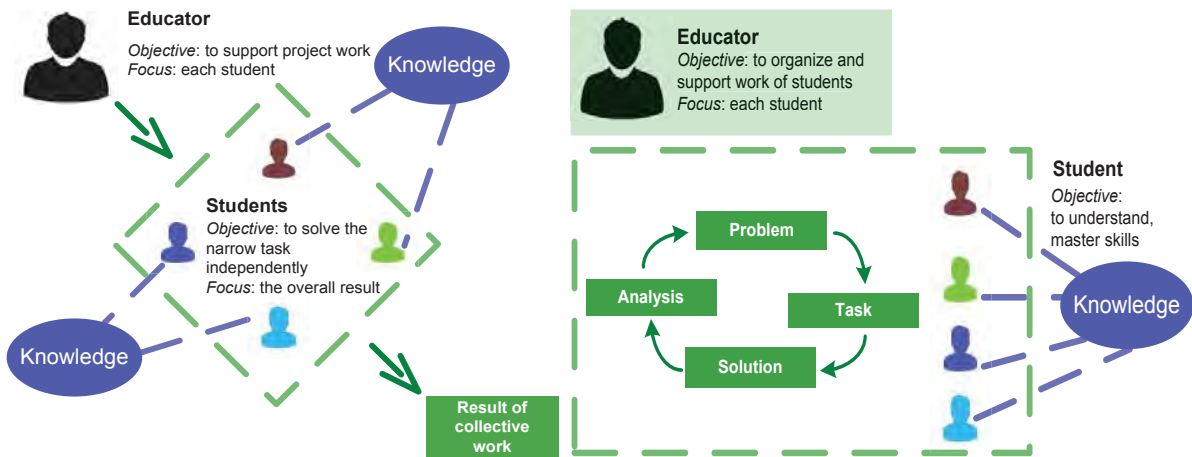 Educator
Objective: to support project work
Focus: each student
Knowledge
Students
Objective: to solve the
narrow task
independently
Focus: the overall result
Knowledge
Result of
collective
work
Educator
Objective: to organize and
support work of students
Focus: each student
Student
Objective:
to understand,
master skills
Problem
Analysis
Task
Solution
Knowledge